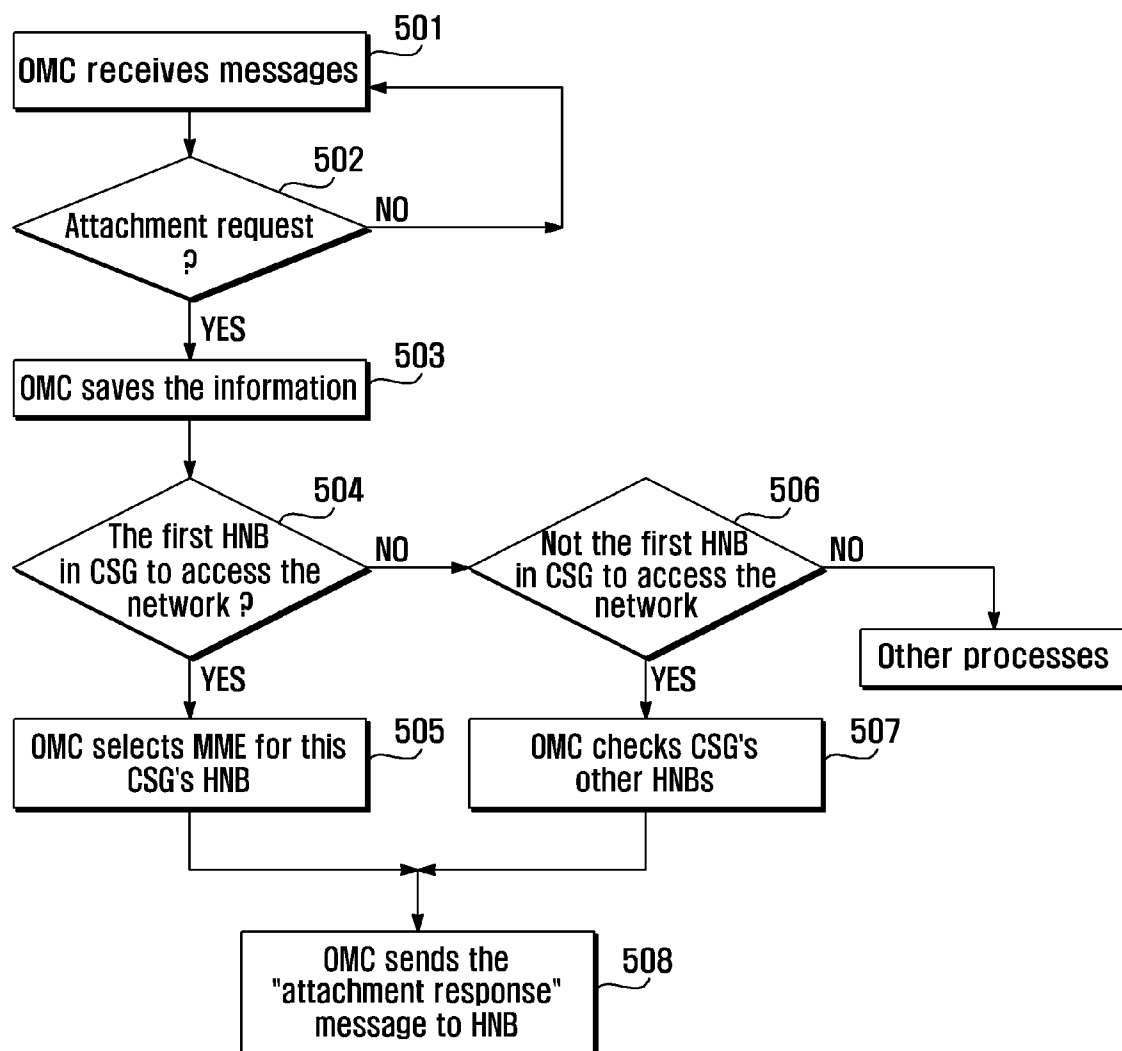 501
OMC receives messages
502
Attachment request
?
NO
YES
503
OMC saves the information
504
The first HNB
in CSG to access the
network ?
NO
YES
506
Not the first HNB
in CSG to access the
network
NO
YES
Other processes
OMC selects MME for this
CSG's HNB
505
OMC checks CSG's
other HNBs
507
OMC sends the
"attachment response"
message to HNB
508